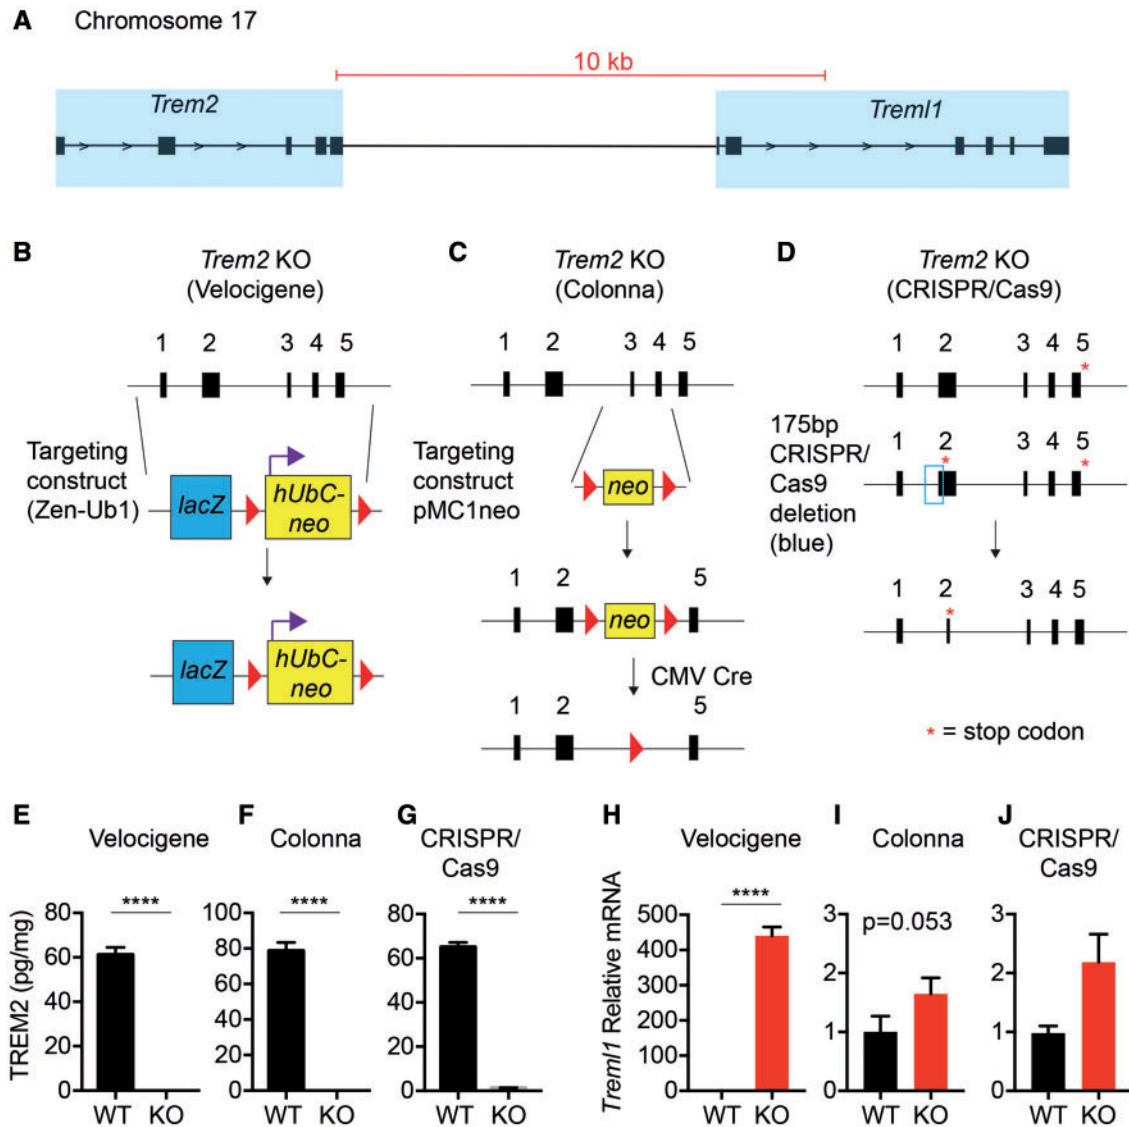 A Chromosome 17
10 kb
Trem2
Treml1
B
Trem2 KO
(Velocigene)
1 2 3 4 5
Targeting
construct
(Zen-Ub1)
lacZ
hUbC-
neo
lacZ
hUbC-
neo
C
Trem2 KO
(Colonna)
1 2 3 4 5
Targeting
construct
pMC1neo
neo
1 2 5
neo
CMV Cre
1 2 5
D
Trem2 KO
(CRISPR/Cas9)
1 2 3 4 5
*
175bp
CRISPR/
Cas9
deletion
(blue)
1 2 3 4 5
* *
1 2 3 4 5
*
* = stop codon
E
Velocigene
****
TREM2 (pg/mg)
80
60
40
20
0
WT KO
F
Colonna
****
100
80
60
40
20
0
WT KO
G
CRISPR/
Cas9
****
80
60
40
20
0
WT KO
H
Velocigene
****
Treml1 Relative mRNA
500
400
300
200
100
0
WT KO
I
Colonna
p=0.053
3
2
1
0
WT KO
J
CRISPR/
Cas9
3
2
1
0
WT KO